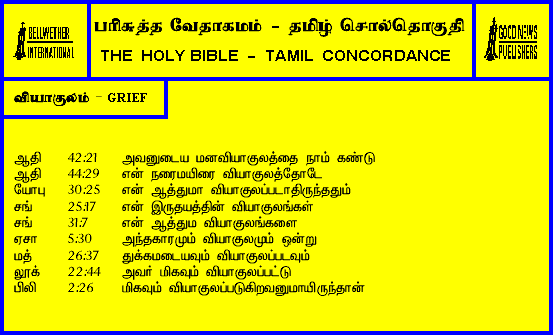 BELLWETHER INTERNATIONAL
பரிசுத்த வேதாகமம் - தமிழ் சொல்தொகுதி
THE HOLY BIBLE - TAMIL CONCORDANCE
GOOD NEWS PUBLISHERS
வியாகுலம் - GRIEF
ஆதி 42:21 அவனுடைய மனவியாகுலத்தை நாம் கண்டு
ஆதி 44:29 என் நரைமயிரை வியாகுலத்தோடே
யோபு 30:25 என் ஆத்துமா வியாகுலப்படாதிருந்ததும்
சங் 25:17 என் இருதயத்தின் வியாகுலங்கள்
சங் 31:7 என் ஆத்தும வியாகுலங்களை
ஏசா 5:30 அந்தகாரமும் வியாகுலமும் ஒன்று
மத் 26:37 துக்கமடையவும் வியாகுலப்படவும்
லூக் 22:44 அவர் மிகவும் வியாகுலப்பட்டு
பிலி 2:26 மிகவும் வியாகுலப்படுகிறவனுமாயிருந்தான்